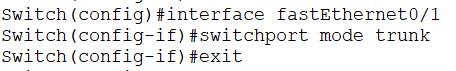 Switch(config)#interface fastEthernet0/1
Switch(config-if)#switchport mode trunk
Switch(config-if)#exit